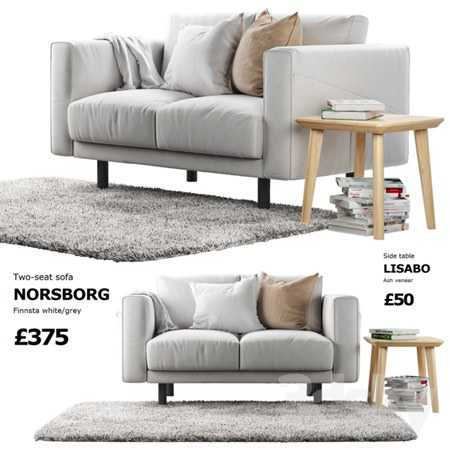 Two-seat sofa
NORSBORG
Finnsta white/grey
£375
Side table
LISABO
Ash veneer
£50